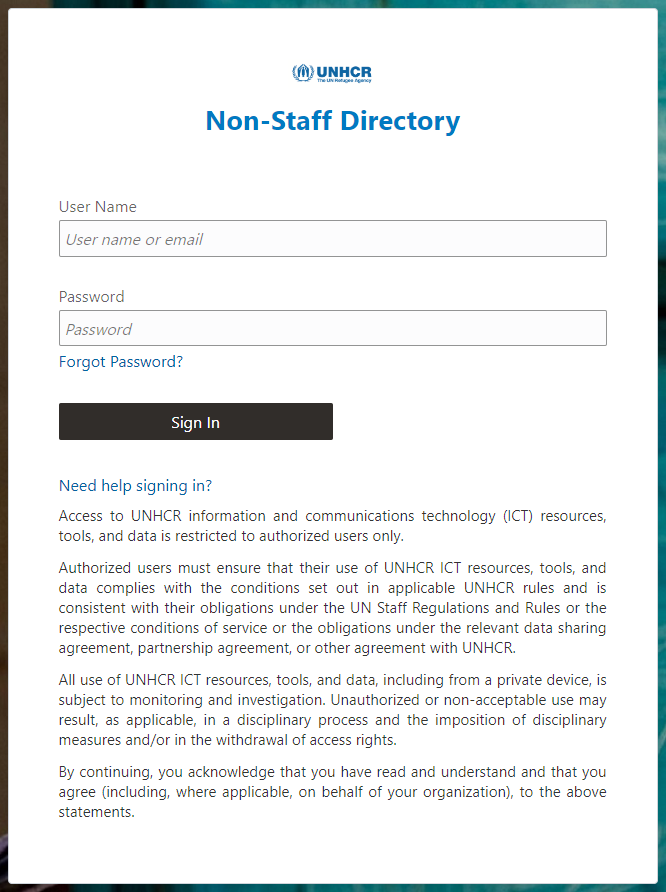 UNHCR
The UN Refugee Agency
Non-Staff Directory
User Name
User name or email
Password
Password
Forgot Password?
Sign In
Need help signing in?
Access to UNHCR information and communications technology (ICT) resources,
tools, and data is restricted to authorized users only.
Authorized users must ensure that their use of UNHCR ICT resources, tools, and
data complies with the conditions set out in applicable UNHCR rules and is
consistent with their obligations under the UN Staff Regulations and Rules or the
respective conditions of service or the obligations under the relevant data sharing
agreement, partnership agreement, or other agreement with UNHCR.
All use of UNHCR ICT resources, tools, and data, including from a private device, is
subject to monitoring and investigation. Unauthorized or non-acceptable use may
result, as applicable, in a disciplinary process and the imposition of disciplinary
measures and/or in the withdrawal of access rights.
By continuing, you acknowledge that you have read and understand and that you
agree (including, where applicable, on behalf of your organization), to the above
statements.